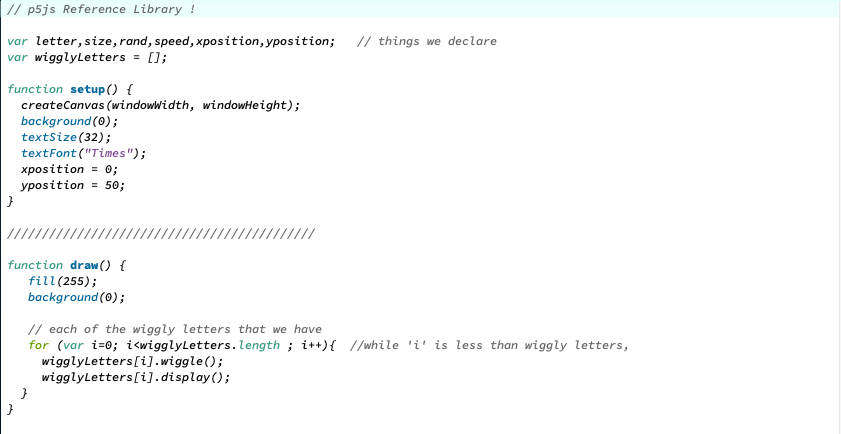 // p5js Reference Library !
var letter,size,rand,speed,xposition,yposition;   // things we declare
var wigglyLetters = [];
function setup() {
  createCanvas(windowWidth, windowHeight);
  background(0);
  textSize(32);
  textFont("Times");
  xposition = 0;
  yposition = 50;
}
////////////////////////////////////////////
function draw() {
   fill(255);
   background(0);
   // each of the wiggly letters that we have
   for (var i=0; i<wigglyLetters.length ; i++){  //while 'i' is less than wiggly letters,
     wigglyLetters[i].wiggle();
     wigglyLetters[i].display();
  }
}